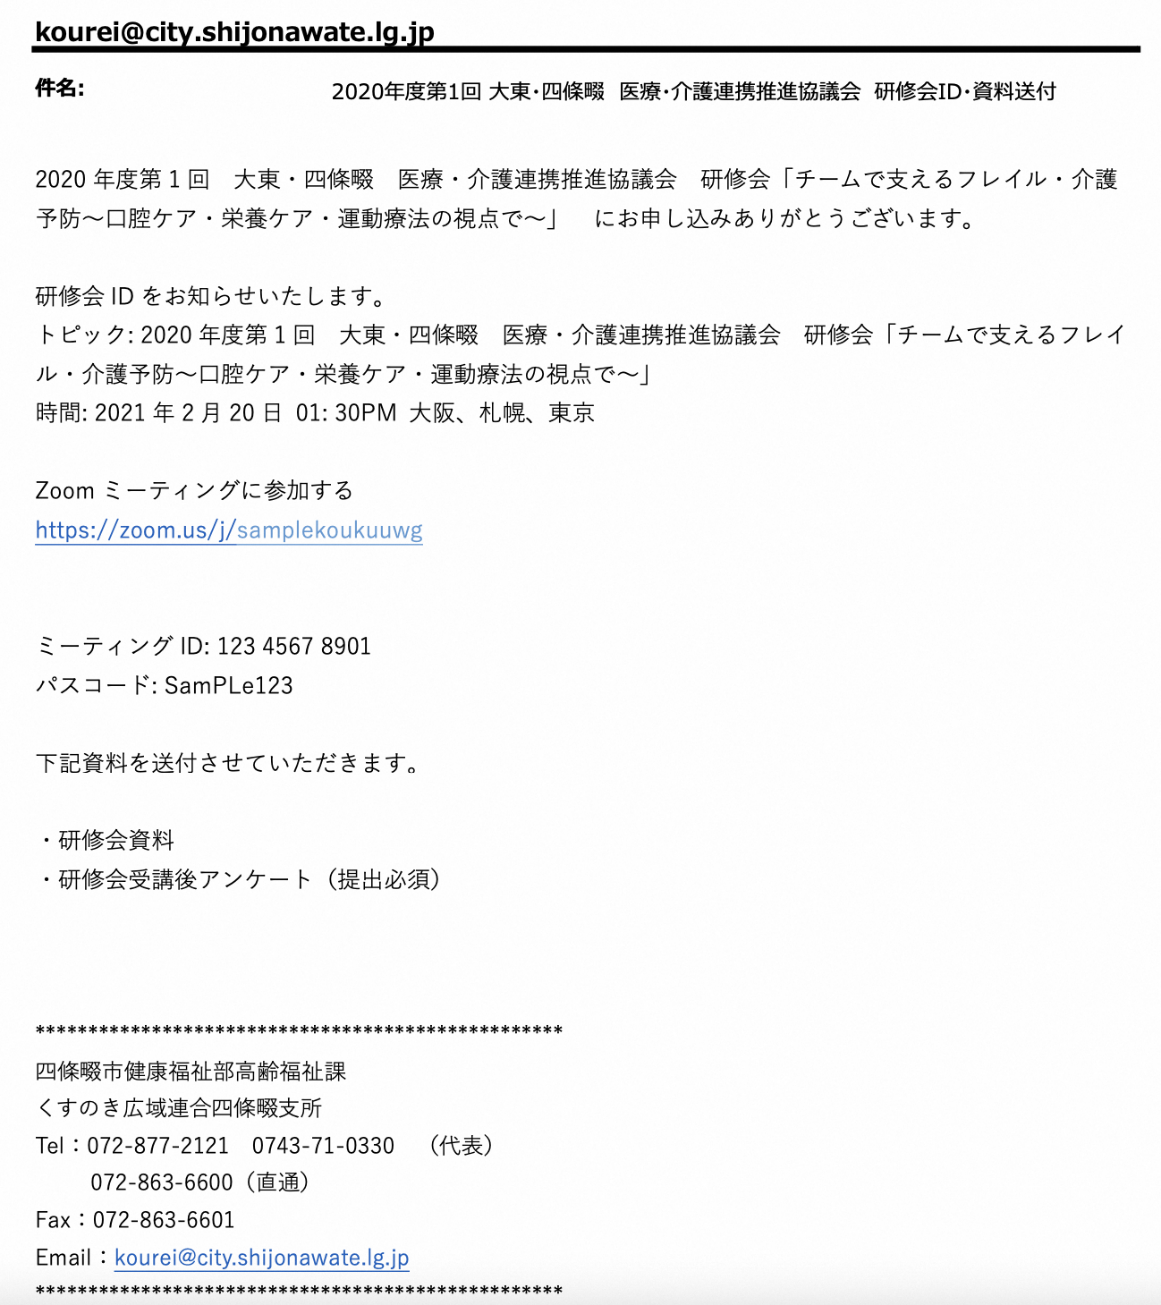 kourei@city.shijonawate.lg.jp
件名: 2020年度第1回 大東･四條畷 医療･介護連携推進協議会 研修会ID･資料送付
2020 年度第 1 回　大東・四條畷　医療・介護連携推進協議会　研修会「チームで支えるフレイル・介護
予防～口腔ケア・栄養ケア・運動療法の視点で～」　にお申し込みありがとうございます。
研修会 ID をお知らせいたします。
トピック: 2020 年度第 1 回　大東・四條畷　医療・介護連携推進協議会　研修会「チームで支えるフレイ
ル・介護予防～口腔ケア・栄養ケア・運動療法の視点で～」
時間: 2021 年 2 月 20 日 01: 30PM 大阪、札幌、東京
Zoom ミーティングに参加する
https://zoom.us/j/samplekoukuuwg
ミーティング ID: 123 4567 8901
パスコード: SamPLe123
下記資料を送付させていただきます。
・研修会資料
・研修会受講後アンケート（提出必須）
**************************************************
四條畷市健康福祉部高齢福祉課
くすのき広域連合四條畷支所
Tel：072-877-2121　0743-71-0330　（代表）
072-863-6600（直通）
Fax：072-863-6601
Email：kourei@city.shijonawate.lg.jp
**************************************************